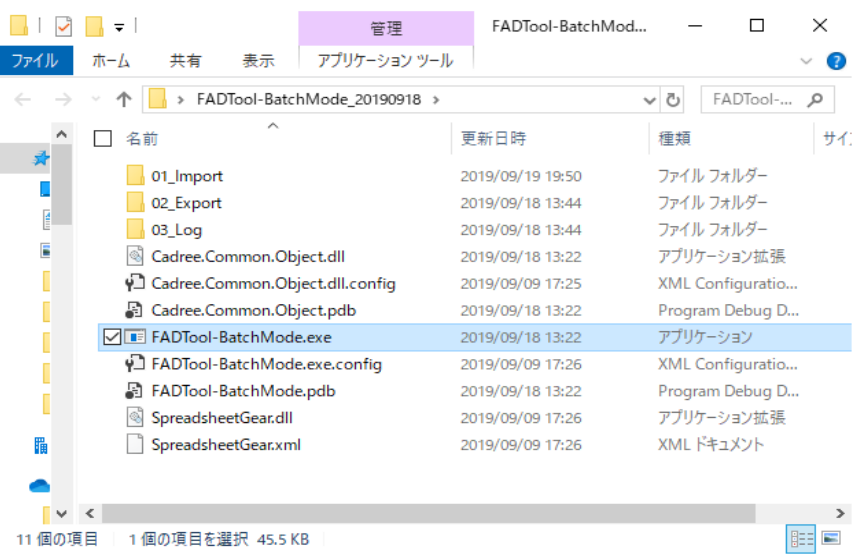 管理 FADTool-BatchMod...
ファイル ホーム 共有 表示 アプリケーション ツール
FADTool-BatchMode_20190918 FADTool-...
名前 更新日時 種類 サイ
01_Import 2019/09/19 19:50 ファイル フォルダー
02_Export 2019/09/18 13:44 ファイル フォルダー
03_Log 2019/09/18 13:44 ファイル フォルダー
Cadree.Common.Object.dll 2019/09/18 13:22 アプリケーション拡張
Cadree.Common.Object.dll.config 2019/09/09 17:25 XML Configuratio...
Cadree.Common.Object.pdb 2019/09/18 13:22 Program Debug D...
FADTool-BatchMode.exe 2019/09/18 13:22 アプリケーション
FADTool-BatchMode.exe.config 2019/09/09 17:26 XML Configuratio...
FADTool-BatchMode.pdb 2019/09/18 13:22 Program Debug D...
SpreadsheetGear.dll 2019/09/09 17:26 アプリケーション拡張
SpreadsheetGear.xml 2019/09/09 17:26 XML ドキュメント
11 個の項目 1 個の項目を選択 45.5 KB